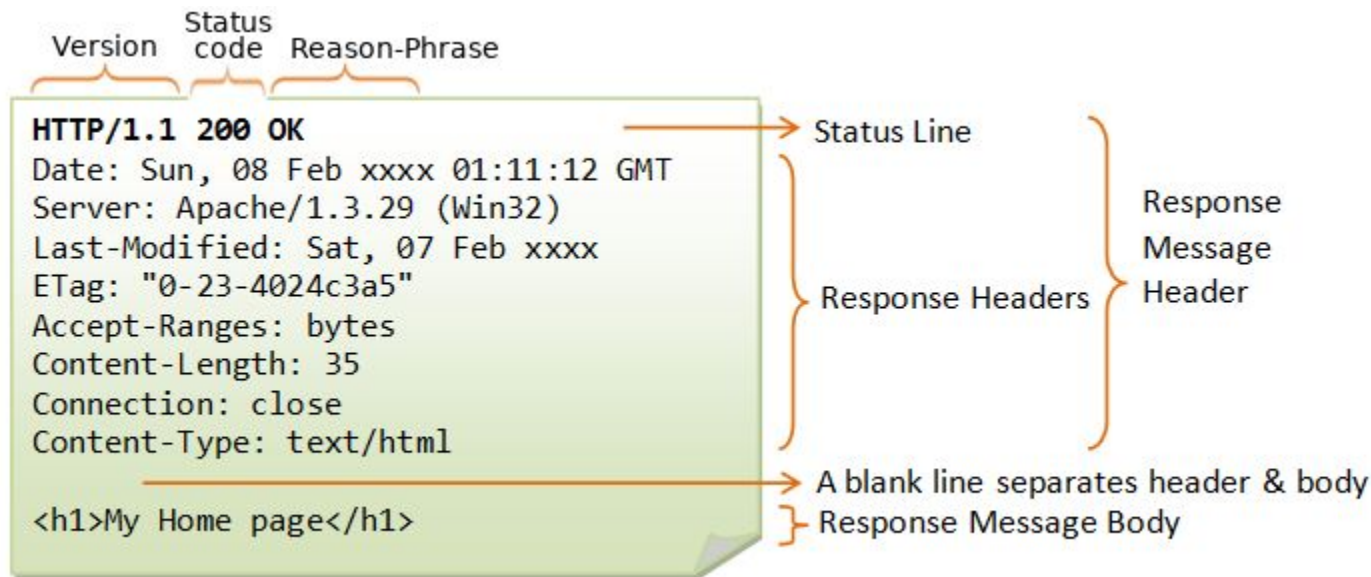 Version Status code Reason-Phrase
HTTP/1.1 200 OK
Status Line
Date: Sun, 08 Feb xxxx 01:11:12 GMT
Server: Apache/1.3.29 (Win32)
Last-Modified: Sat, 07 Feb xxxx
ETag: "0-23-4024c3a5"
Accept-Ranges: bytes
Content-Length: 35
Connection: close
Content-Type: text/html
Response Headers
Response
Message
Header
A blank line separates header & body
<h1>My Home page</h1>
Response Message Body